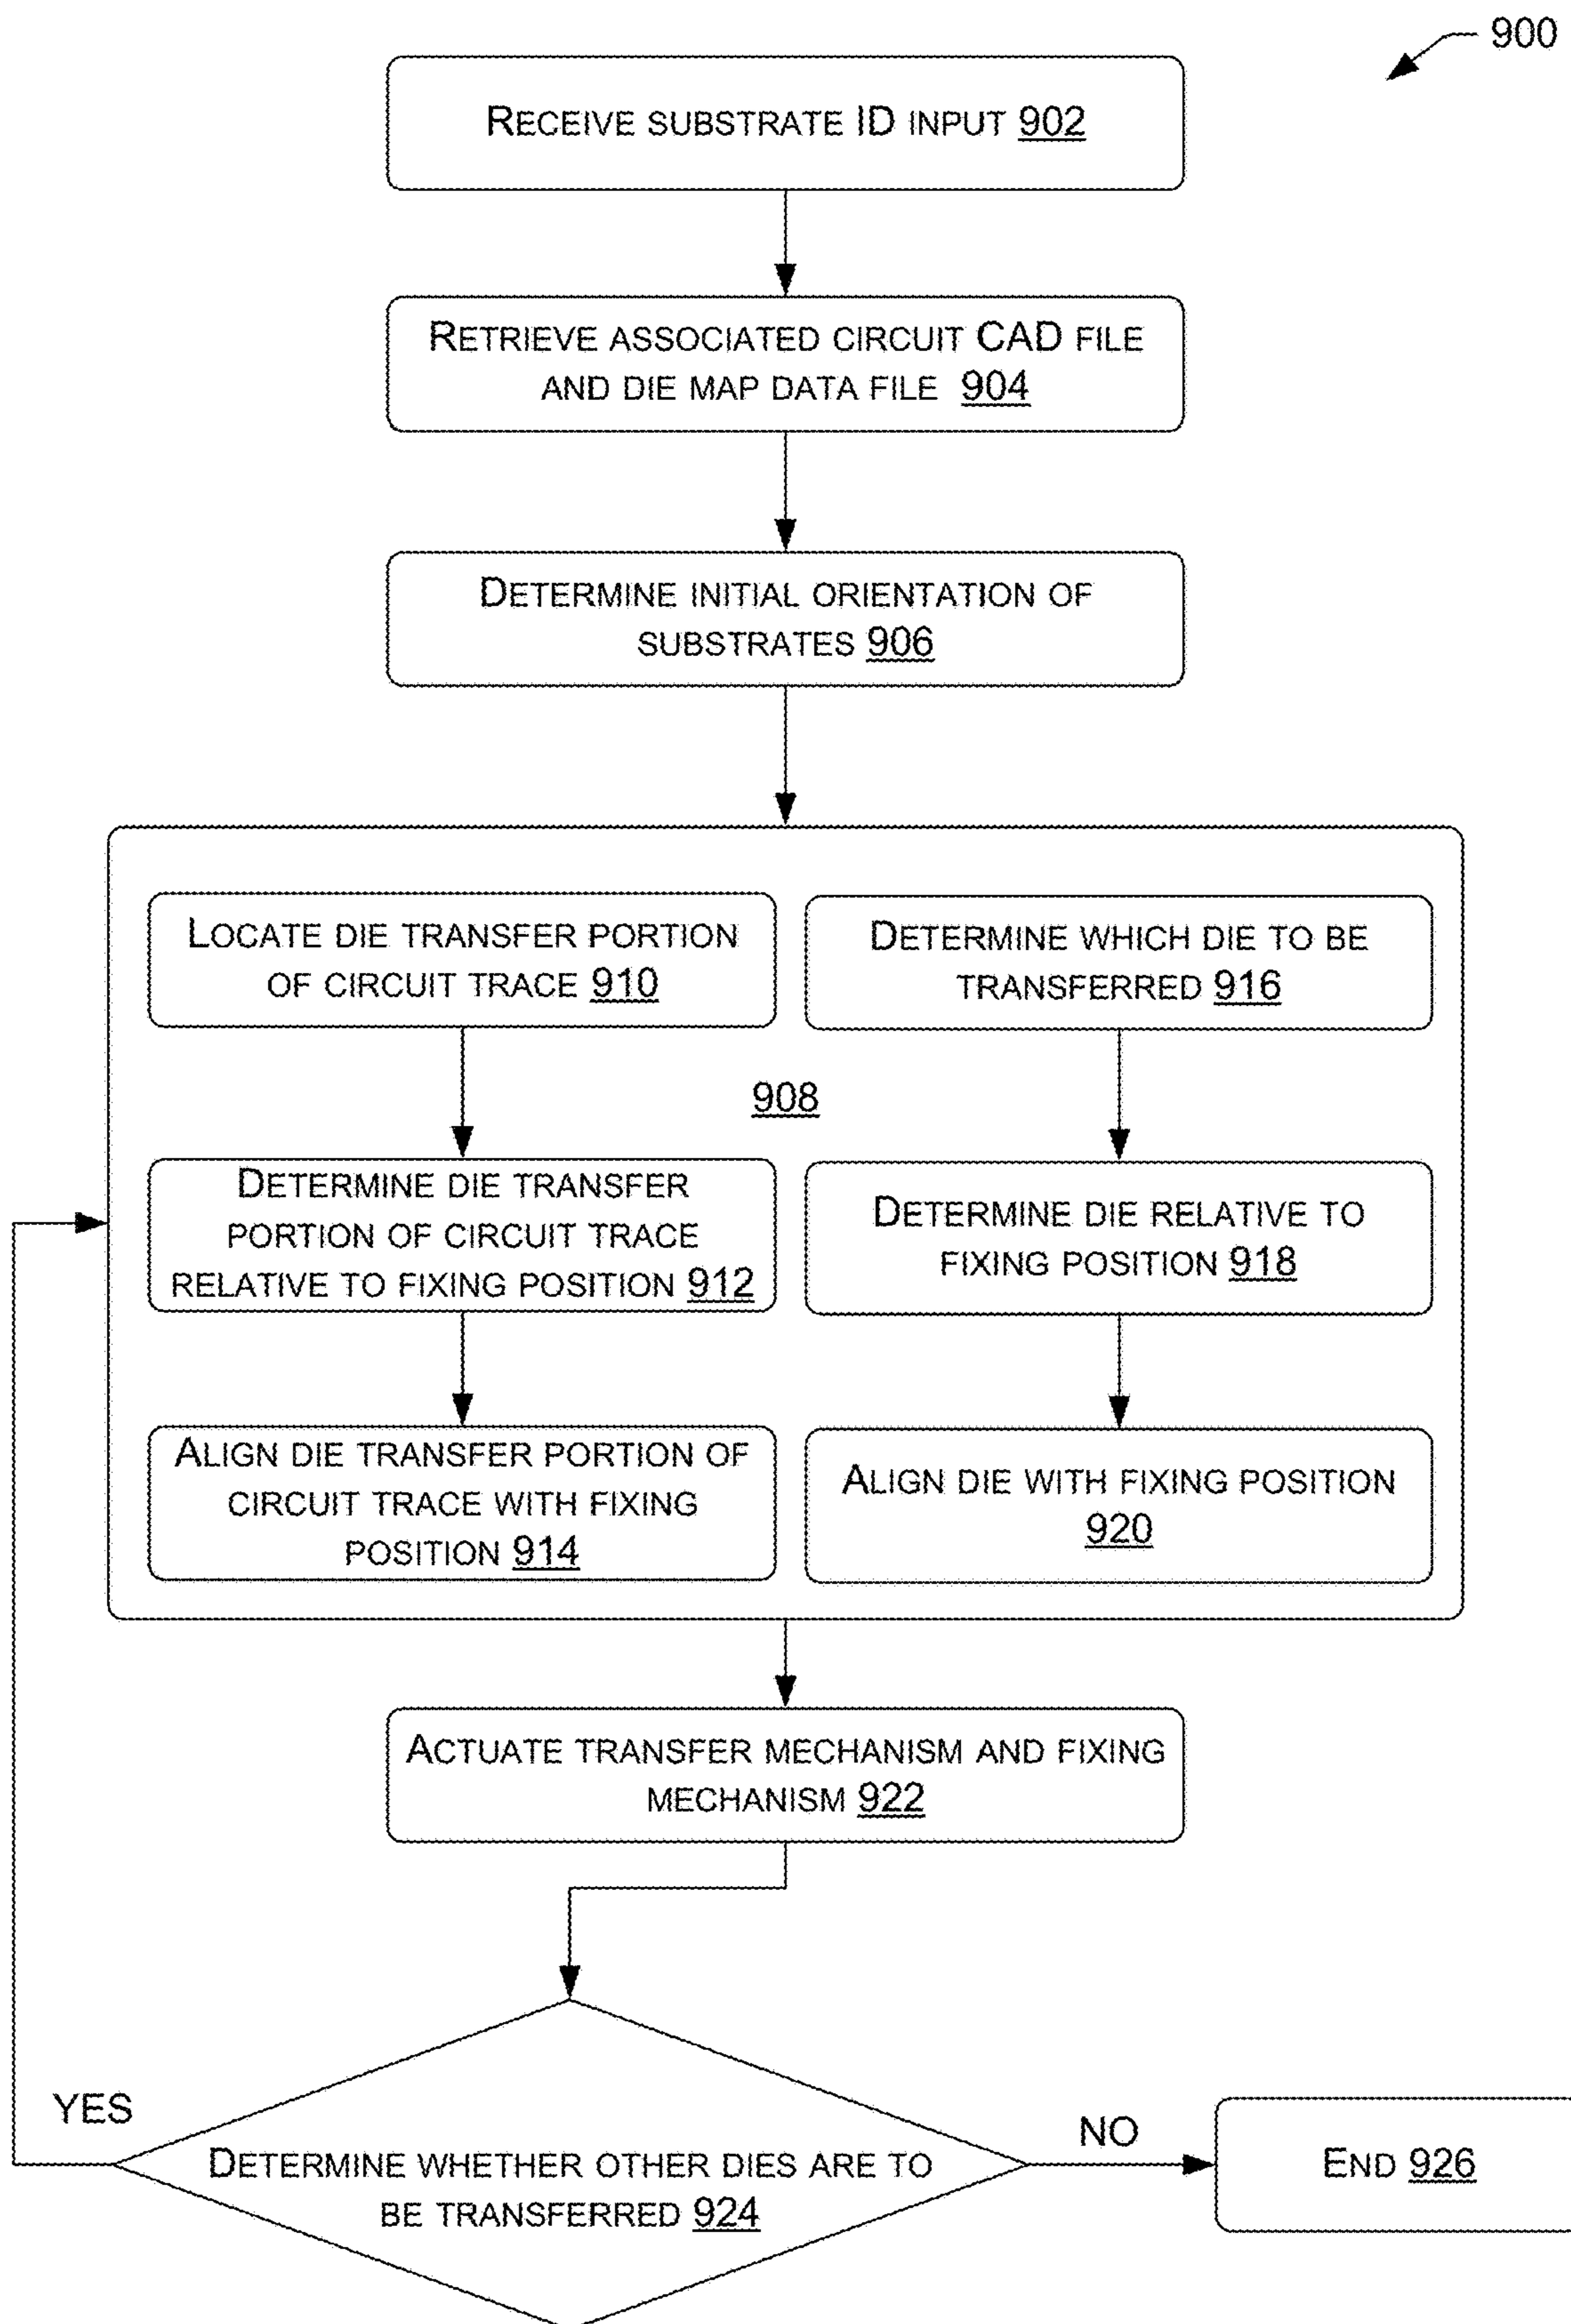 900
RECEIVE SUBSTRATE ID INPUT 902
RETRIEVE ASSOCIATED CIRCUIT CAD FILE
AND DIE MAP DATA FILE 904
DETERMINE INITIAL ORIENTATION OF
SUBSTRATES 906
LOCATE DIE TRANSFER PORTION
OF CIRCUIT TRACE 910
DETERMINE WHICH DIE TO BE
TRANSFERRED 916
908
DETERMINE DIE TRANSFER
PORTION OF CIRCUIT TRACE
RELATIVE TO FIXING POSITION 912
DETERMINE DIE RELATIVE TO
FIXING POSITION 918
ALIGN DIE TRANSFER PORTION OF
CIRCUIT TRACE WITH FIXING
POSITION 914
ALIGN DIE WITH FIXING POSITION
920
ACTUATE TRANSFER MECHANISM AND FIXING
MECHANISM 922
YES
DETERMINE WHETHER OTHER DIES ARE TO
BE TRANSFERRED 924
NO
END 926